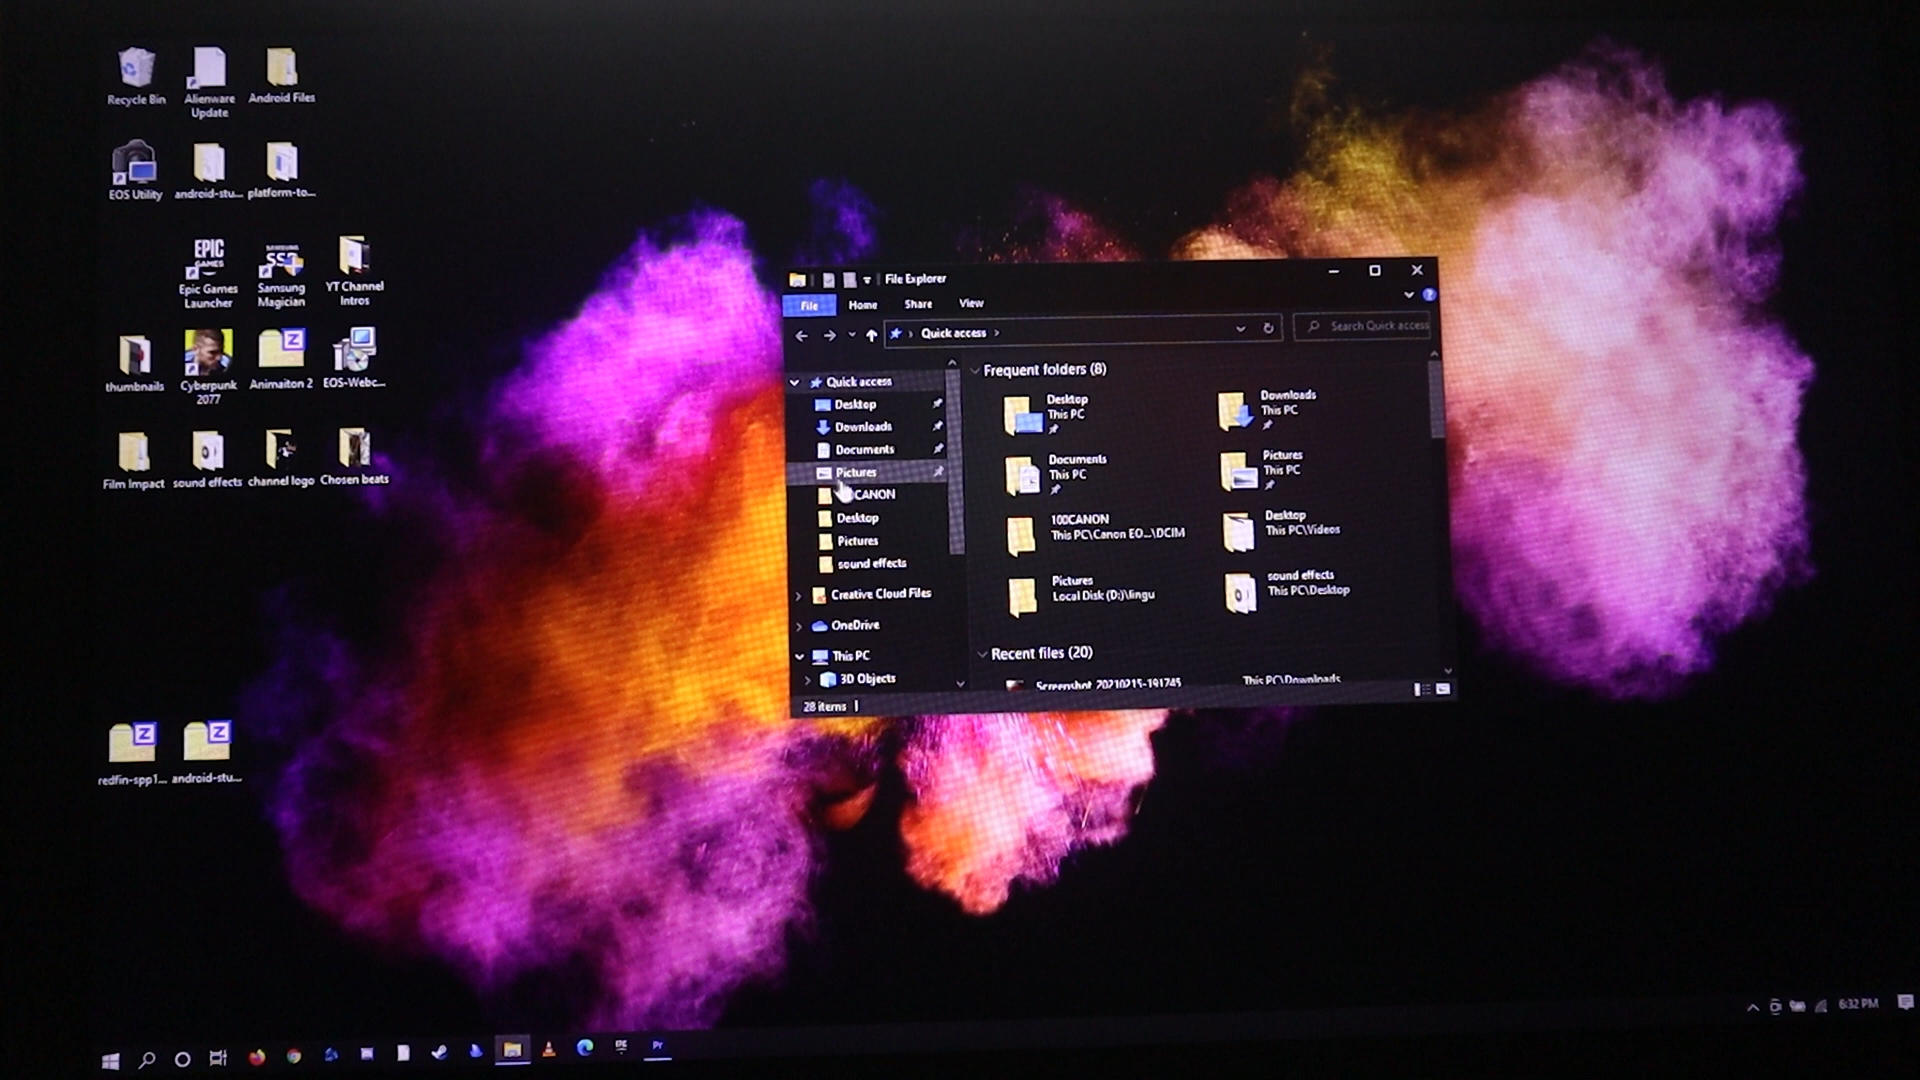 Recycle Bin
Alienware
Update
Android Files
EOS Utility
android-stu...
platform-to...
EPIC
GAMES
Epic Games
Launcher
SAMSUNG
Samsung
Magician
YT Channel
Intros
thumbnails
Cyberpunk
2077
Z
Animaiton 2
EOS-Webc...
Film Impact
sound effects
channel logo
Chosen beats
Z
redfin-spp1...
Z
android-stu...
File Explorer
File
Home
Share
View
Quick access
Search Quick access
Quick access
Desktop
Downloads
Documents
Pictures
CANON
Desktop
Pictures
sound effects
Creative Cloud Files
OneDrive
This PC
3D Objects
Frequent folders (8)
Desktop
This PC
Downloads
This PC
Documents
This PC
Pictures
This PC
100CANON
This PC\Canon EO...\DCIM
Desktop
This PC\Videos
Pictures
Local Disk (D:)\lingu
sound effects
This PC\Desktop
Recent files (20)
Screenshot_20210215-191745
This PC\Downloads
28 items
EPIC
Pr
6:32 PM